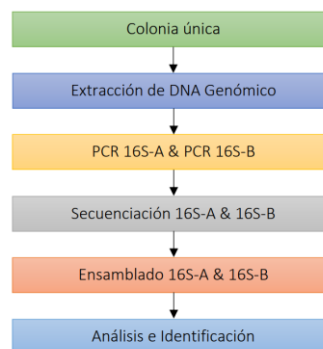 Colonia única
Extracción de DNA Genómico
PCR 16S-A & PCR 16S-B
Secuenciación 16S-A & 16S-B
Ensamblado 16S-A & 16S-B
Análisis e Identificación